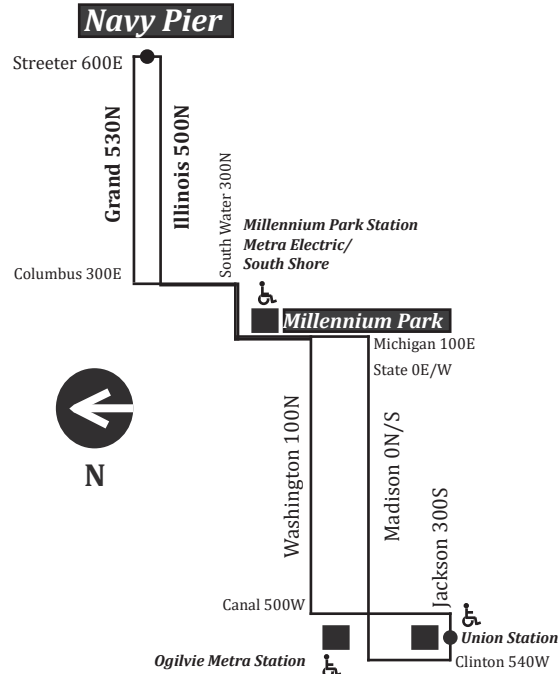 Navy Pier
Streeter 600E
Grand 530N
Illinois 500N
South Water 300N
Millennium Park Station
Metra Electric/
South Shore
Columbus 300E
Millennium Park
Michigan 100E
State 0E/W
N
Washington 100N
Madison 0N/S
Jackson 300S
Canal 500W
Union Station
Ogilvie Metra Station
Clinton 540W